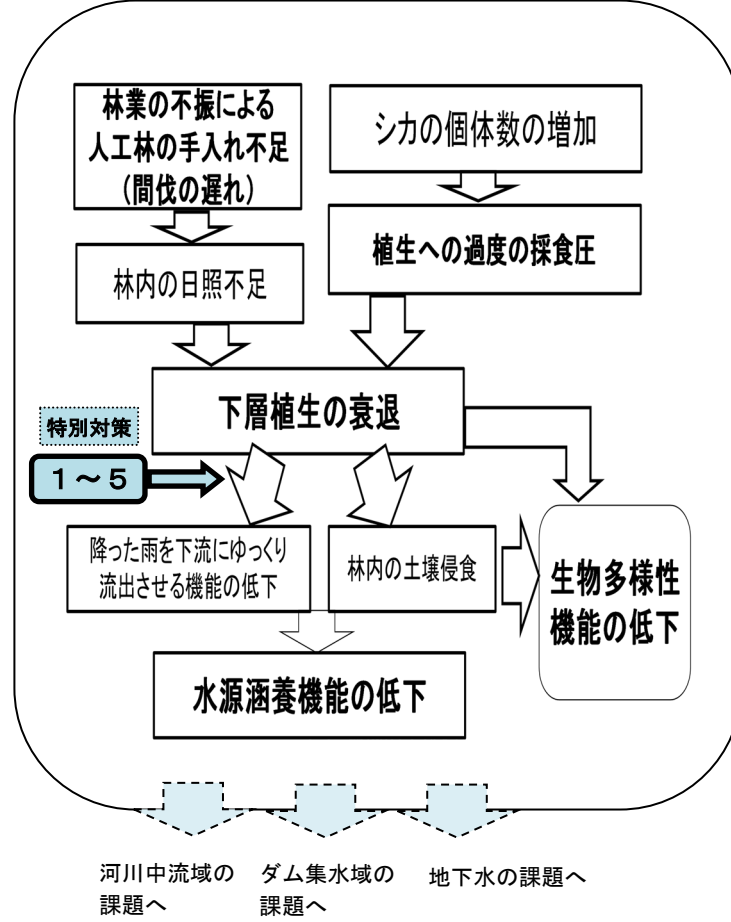 林業の不振による
人工林の手入れ不足
（間伐の遅れ）
シカの個体数の増加
植生への過度の採食圧
林内の日照不足
下層植生の衰退
特別対策
１～５
降った雨を下流にゆっくり
流出させる機能の低下
林内の土壌侵食
生物多様性
機能の低下
水源涵養機能の低下
河川中流域の
課題へ
ダム集水域の
課題へ
地下水の課題へ